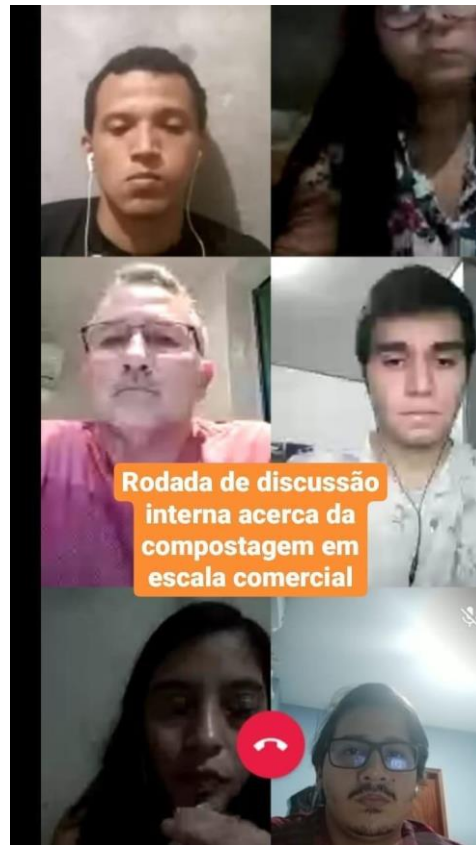 Rodada de discussão
interna acerca da
compostagem em
escala comercial